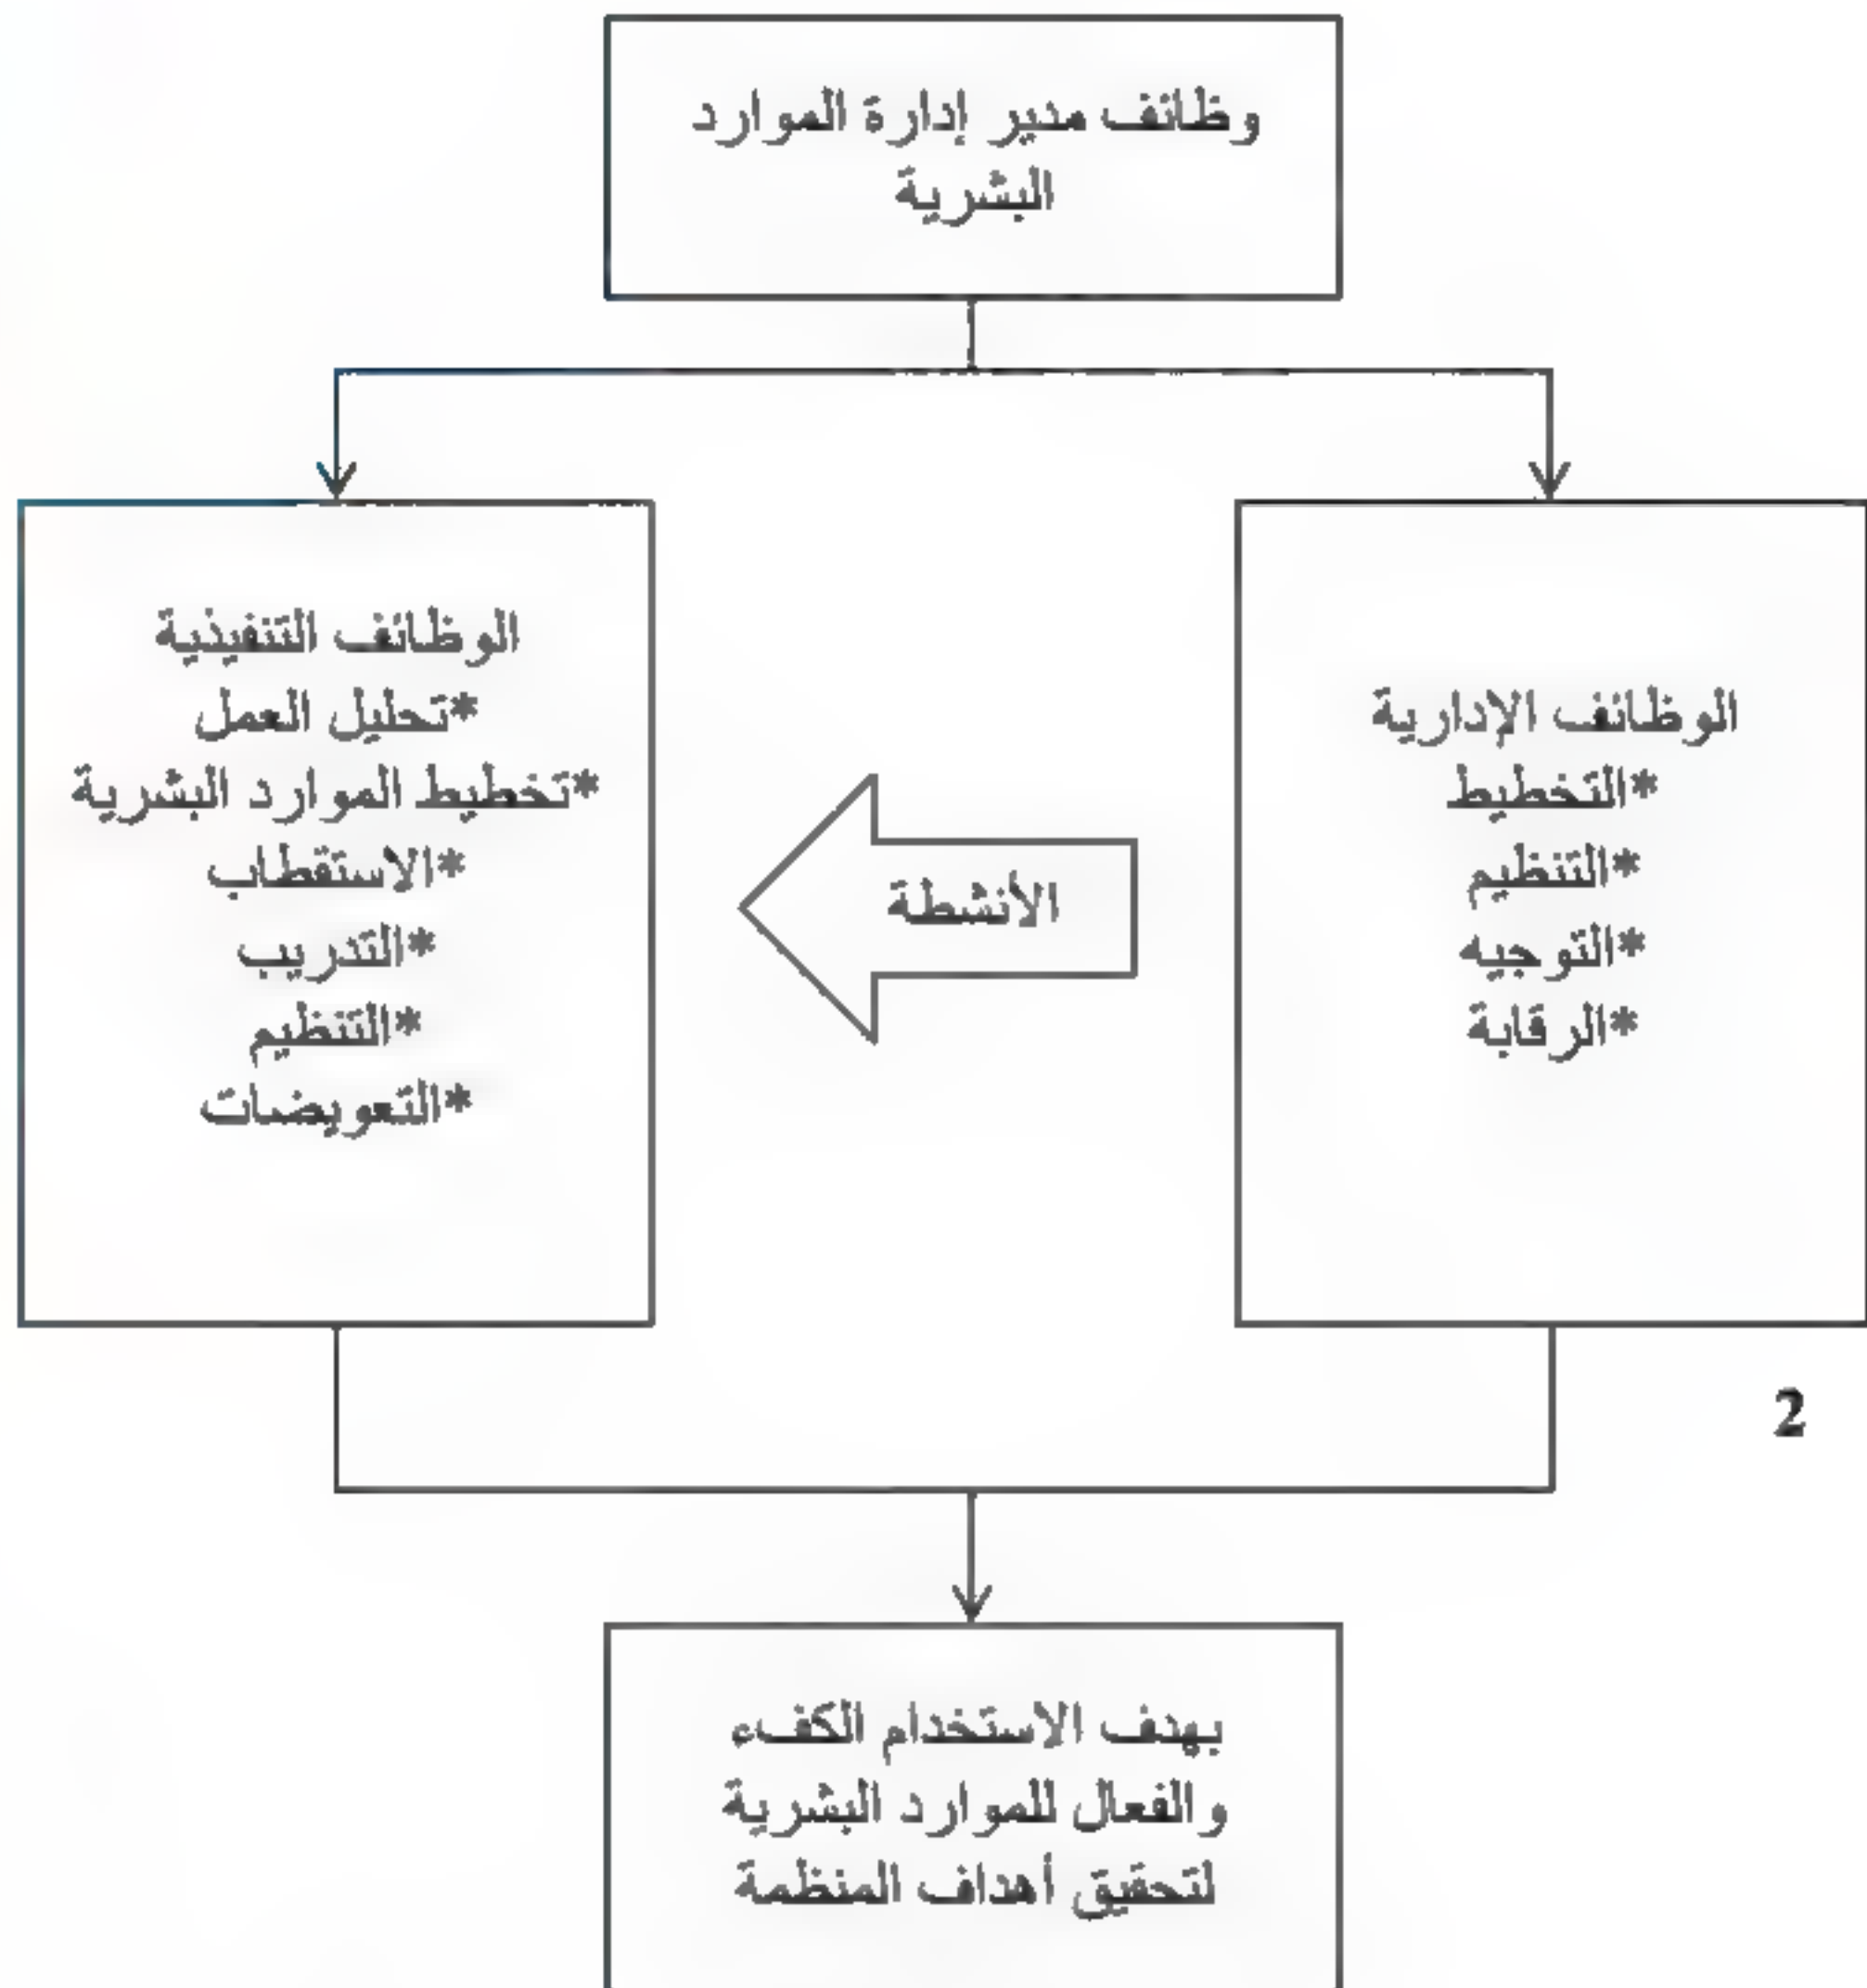 وظائف مدير إدارة الموارد
البشرية
الوظائف الإدارية
*التخطيط
*التنظيم
*التوجيه
*الرقابة
الأنشطة
الوظائف التنفيذية
*تحليل العمل
*تخطيط الموارد البشرية
*الاستقطاب
*التدريب
*التنظيم
*التعويضات
2
بهدف الاستخدام الكفء
والفعال للموارد البشرية
لتحقيق أهداف المنظمة